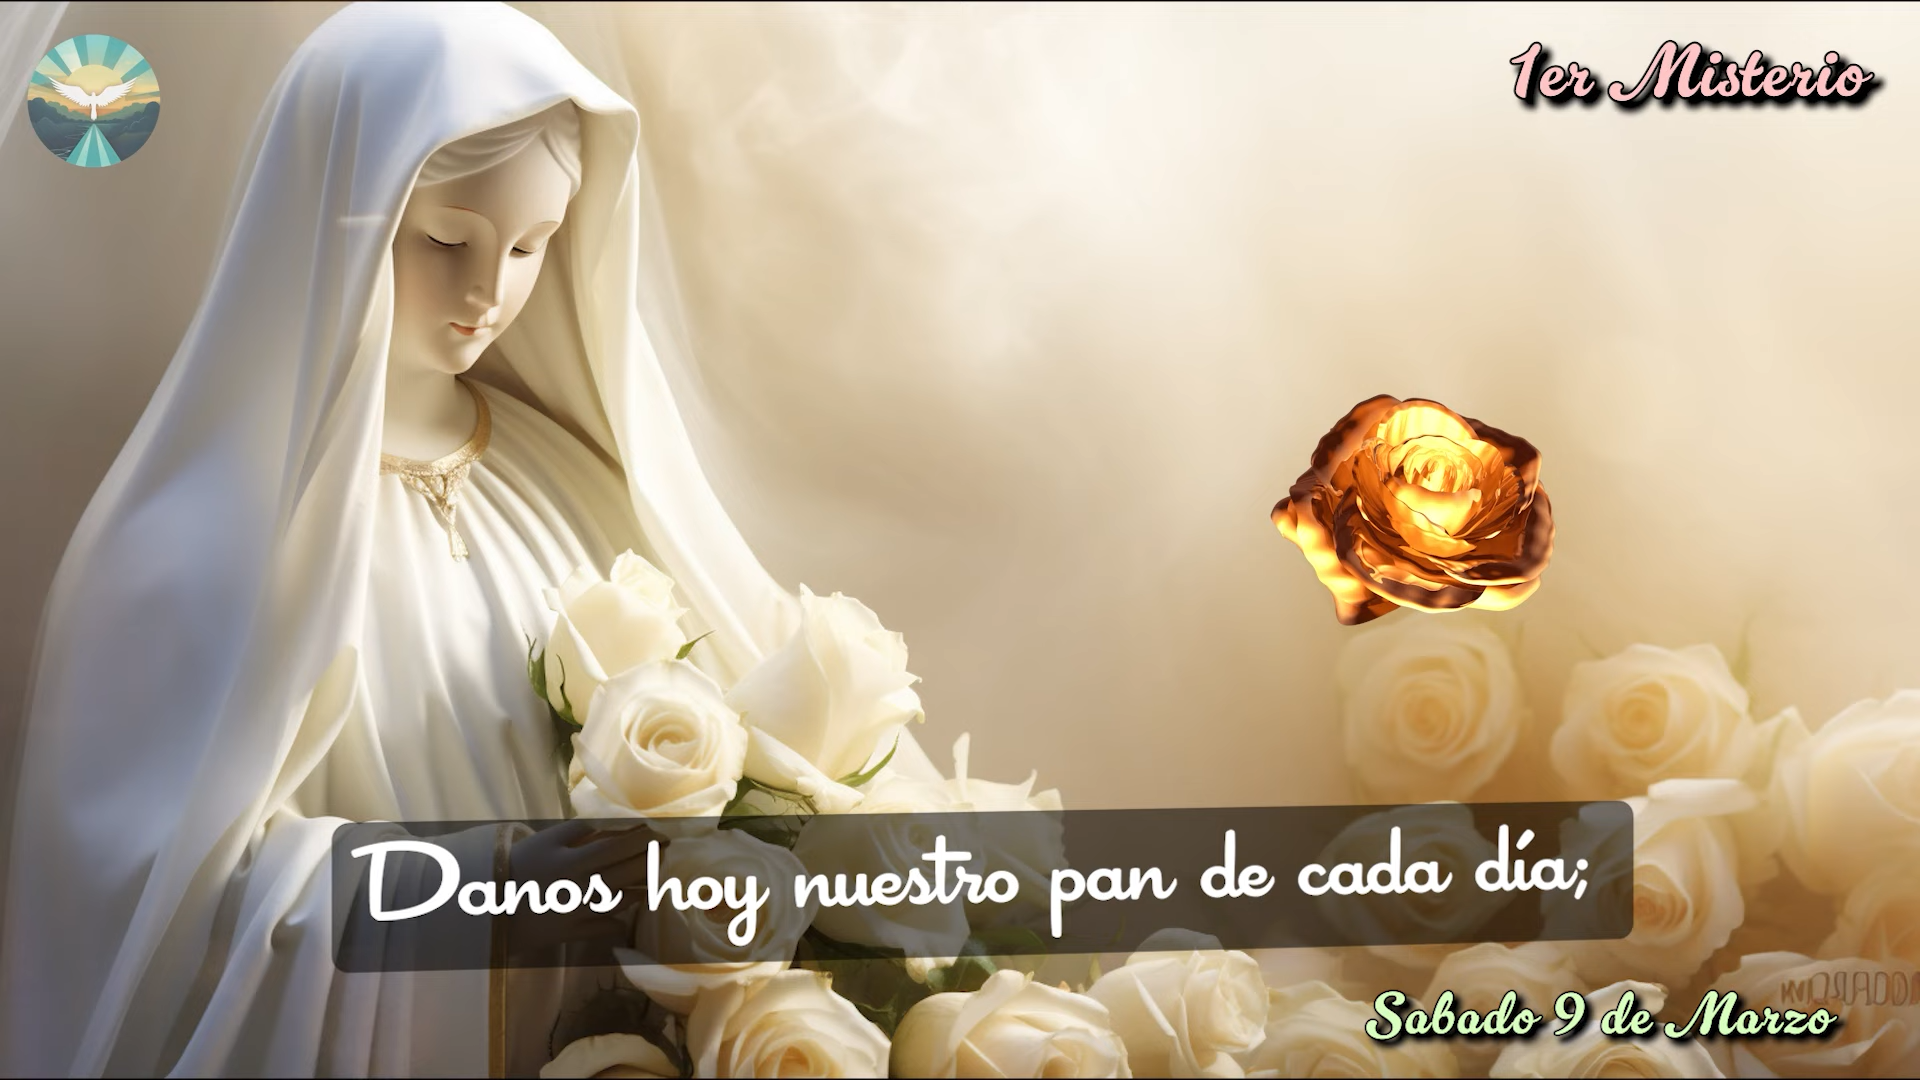 1er Misterio
Danos hoy nuestro pan de cada día;
Sabado 9 de Marzo